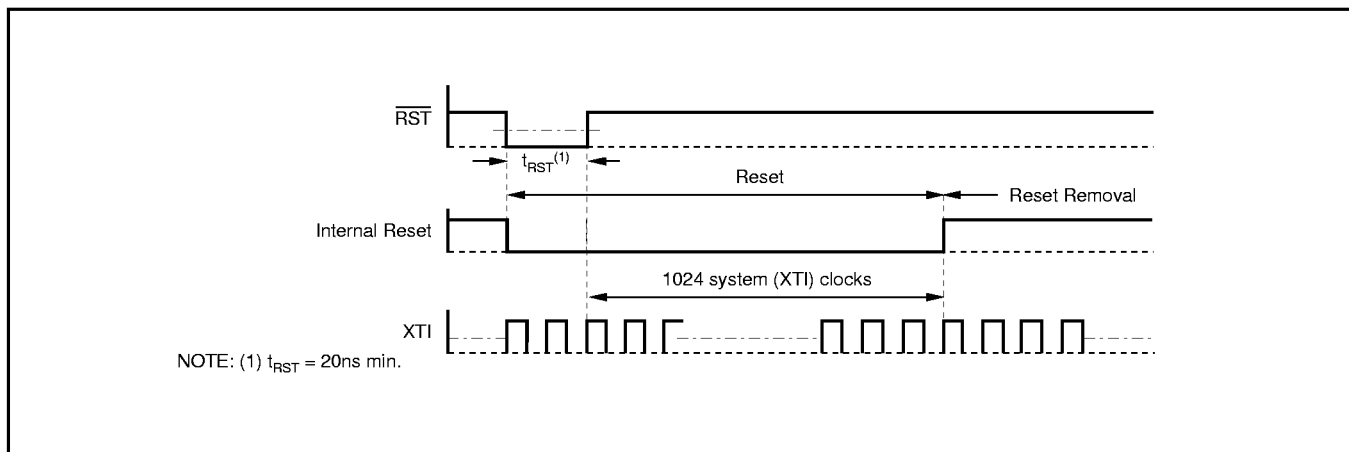 RST
t_RST(1)
Reset
Reset Removal
Internal Reset
1024 system (XTI) clocks
XTI
NOTE: (1) t_RST = 20ns min.